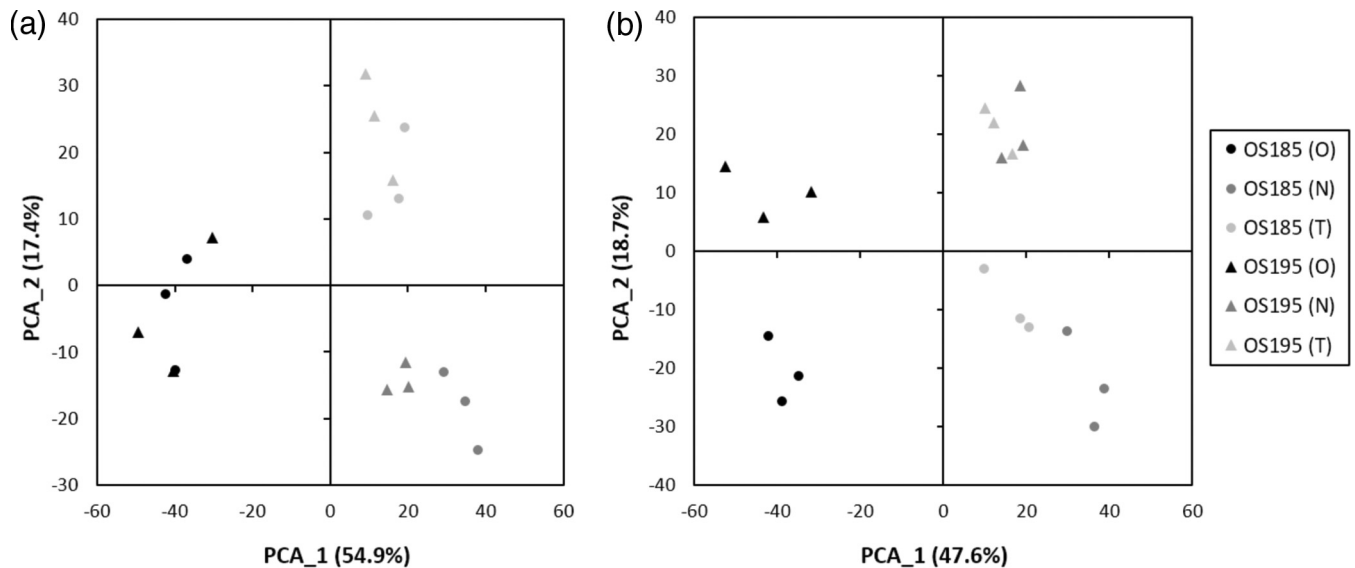 (a)
40
30
20
10
0
-10
-20
-30
-60 -40 -20 0 20 40 60
PCA_2 (17.4%)
PCA_1 (54.9%)
(b)
40
30
20
10
0
-10
-20
-30
-40
-60 -40 -20 0 20 40 60
PCA_2 (18.7%)
PCA_1 (47.6%)
OS185 (O)
OS185 (N)
OS185 (T)
OS195 (O)
OS195 (N)
OS195 (T)